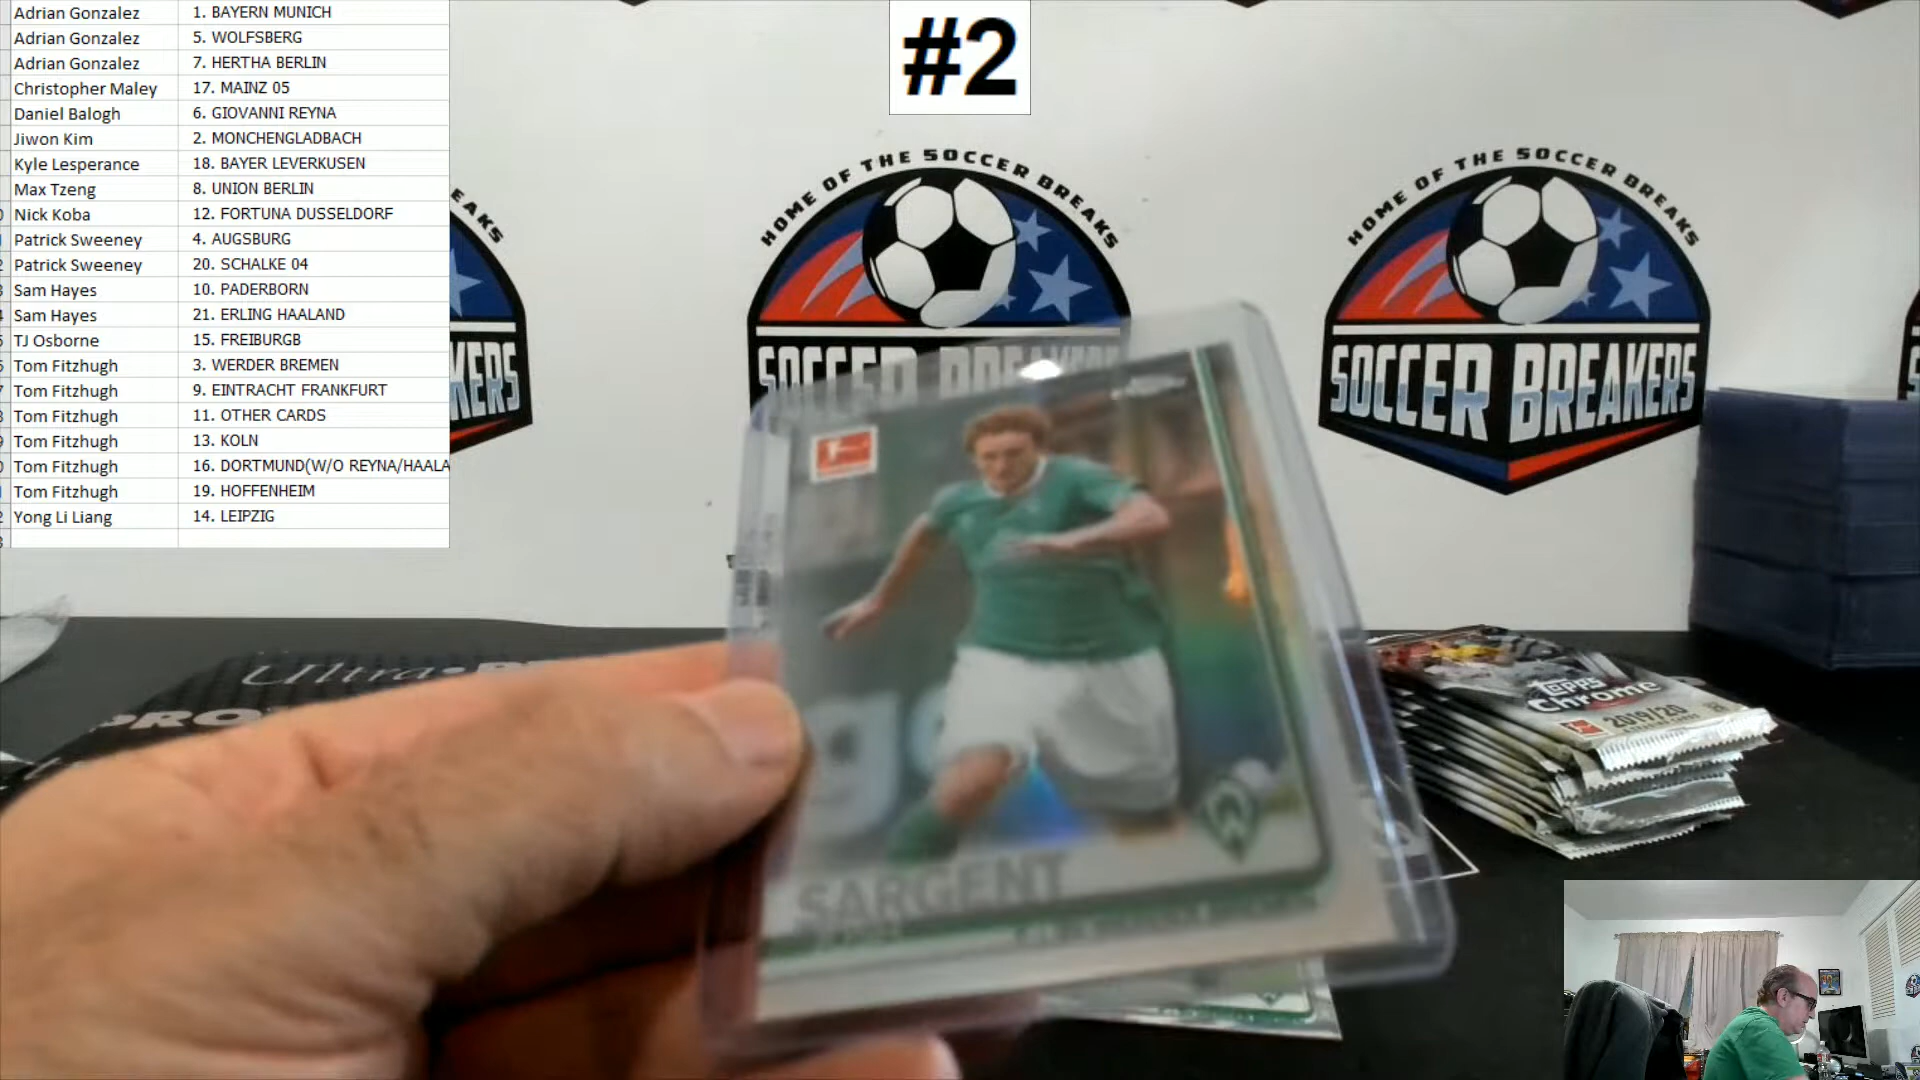 Adrian Gonzalez 1. BAYERN MUNICH
Adrian Gonzalez 5. WOLFSBERG
Adrian Gonzalez 7. HERTHA BERLIN
Christopher Maley 17. MAINZ 05
Daniel Balogh 6. GIOVANNI REYNA
Jiwon Kim 2. MONCHENGLADBACH
Kyle Lesperance 18. BAYER LEVERKUSEN
Max Tzeng 8. UNION BERLIN
Nick Koba 12. FORTUNA DUSSELDORF
Patrick Sweeney 4. AUGSBURG
Patrick Sweeney 20. SCHALKE 04
Sam Hayes 10. PADERBORN
Sam Hayes 21. ERLING HAALAND
TJ Osborne 15. FREIBURGB
Tom Fitzhugh 3. WERDER BREMEN
Tom Fitzhugh 9. EINTRACHT FRANKFURT
Tom Fitzhugh 11. OTHER CARDS
Tom Fitzhugh 13. KOLN
Tom Fitzhugh 16. DORTMUND(W/O REYNA/HAALA
Tom Fitzhugh 19. HOFFENHEIM
Yong Li Liang 14. LEIPZIG
#2
EAKS
KERS
HOME OF THE SOCCER BREAKS
SOCCER BREAKERS
HOME OF THE SOCCER BREAKS
SOCCER BREAKERS
Ultra
PRO
SARGENT
Topps
Chrome
2019/20